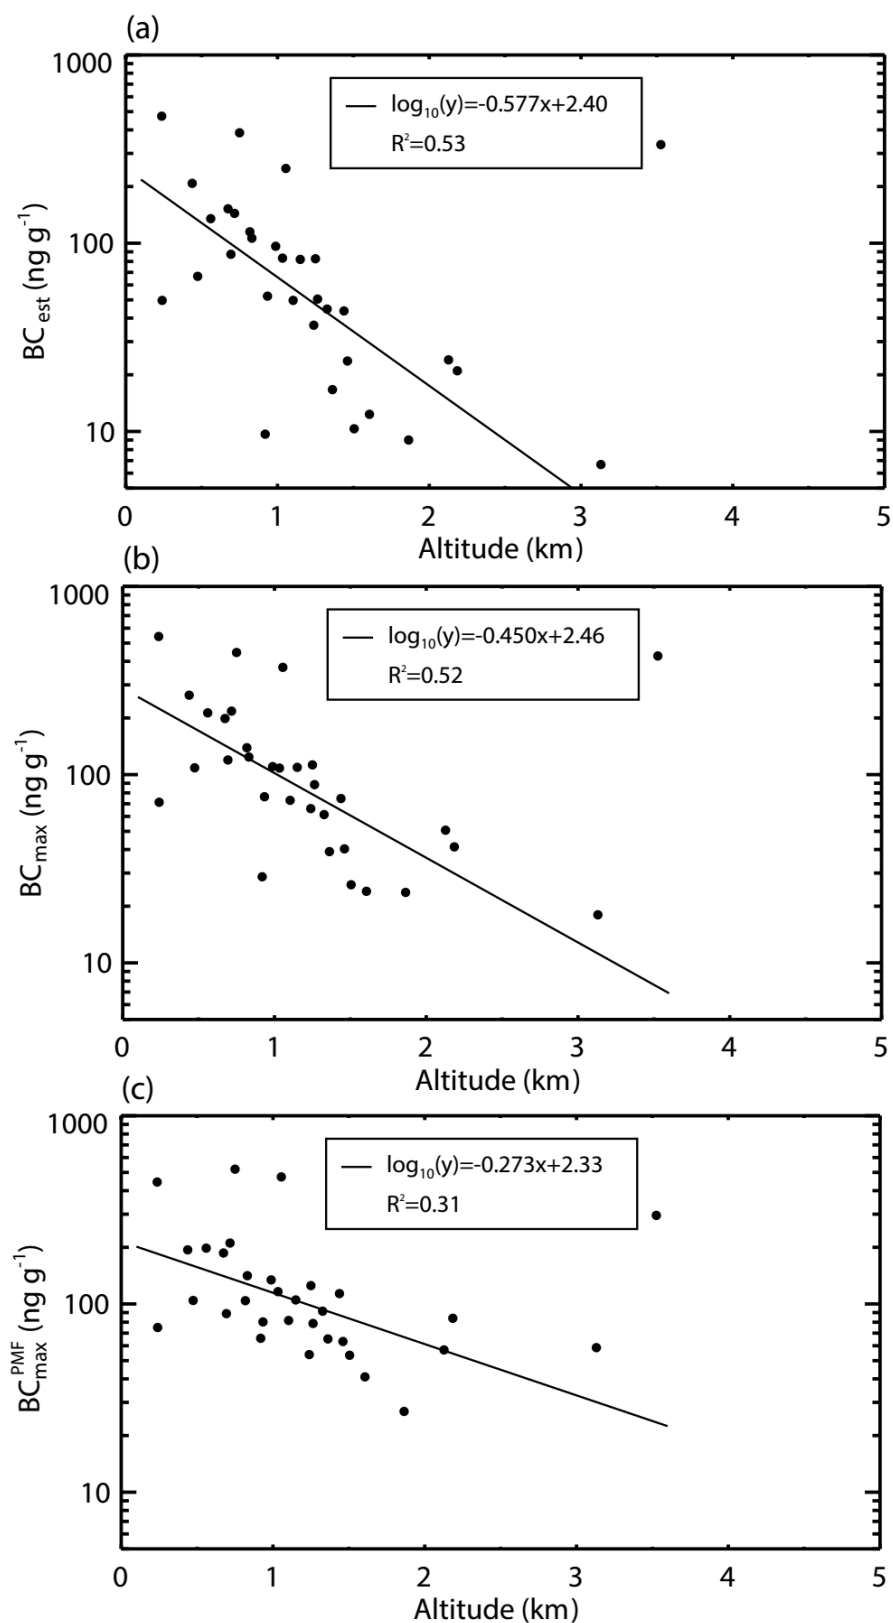 (a)
1000
100
10
BC est (ng g⁻¹)
log₁₀(y)=-0.577x+2.40
R²=0.53
0 1 2 3 4 5
Altitude (km)
(b)
1000
100
10
BCmax (ng g⁻¹)
log₁₀(y)=-0.450x+2.46
R²=0.52
0 1 2 3 4 5
Altitude (km)
(c)
1000
100
10
BC PMF max (ng g⁻¹)
log₁₀(y)=-0.273x+2.33
R²=0.31
0 1 2 3 4 5
Altitude (km)